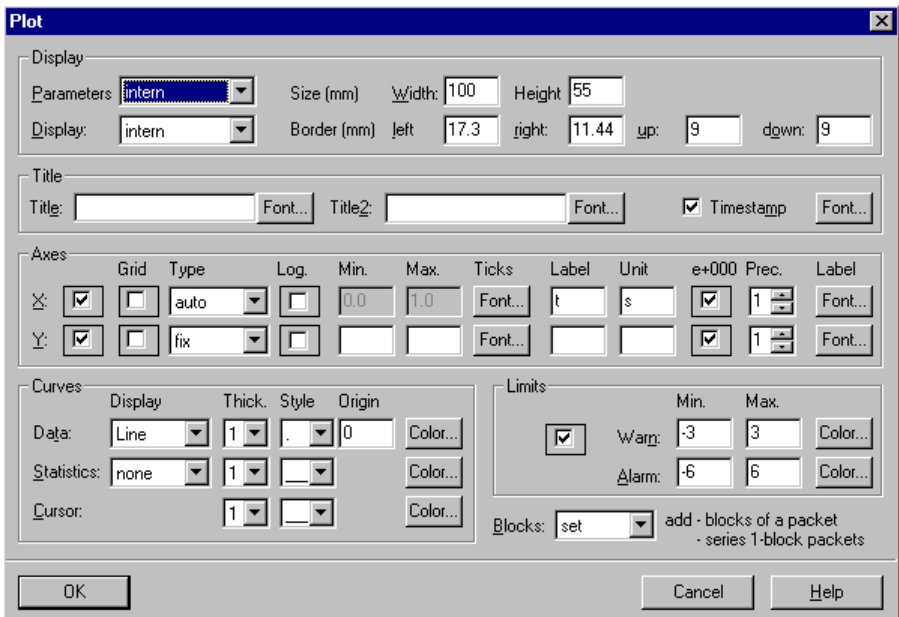 Plot
Display
Parameters intern Size (mm) Width: 100 Height 55
Display: intern Border (mm) left 17.3 right: 11.44 up: 9 down: 9
Title
Title: Font... Title2: Font... Timestamp Font...
Axes
Grid Type Log. Min. Max. Ticks Label Unit e+000 Prec. Label
X: auto 0.0 1.0 Font... t s 1 Font...
Y: fix Font... 1 Font...
Curves
Display Thick. Style Origin
Data: Line 1 . 0 Color...
Statistics: none 1 Color...
Cursor: 1 Color...
Limits
Min. Max.
Warn: -3 3 Color...
Alarm: -6 6 Color...
Blocks: set add - blocks of a packet
- series 1-block packets
OK Cancel Help